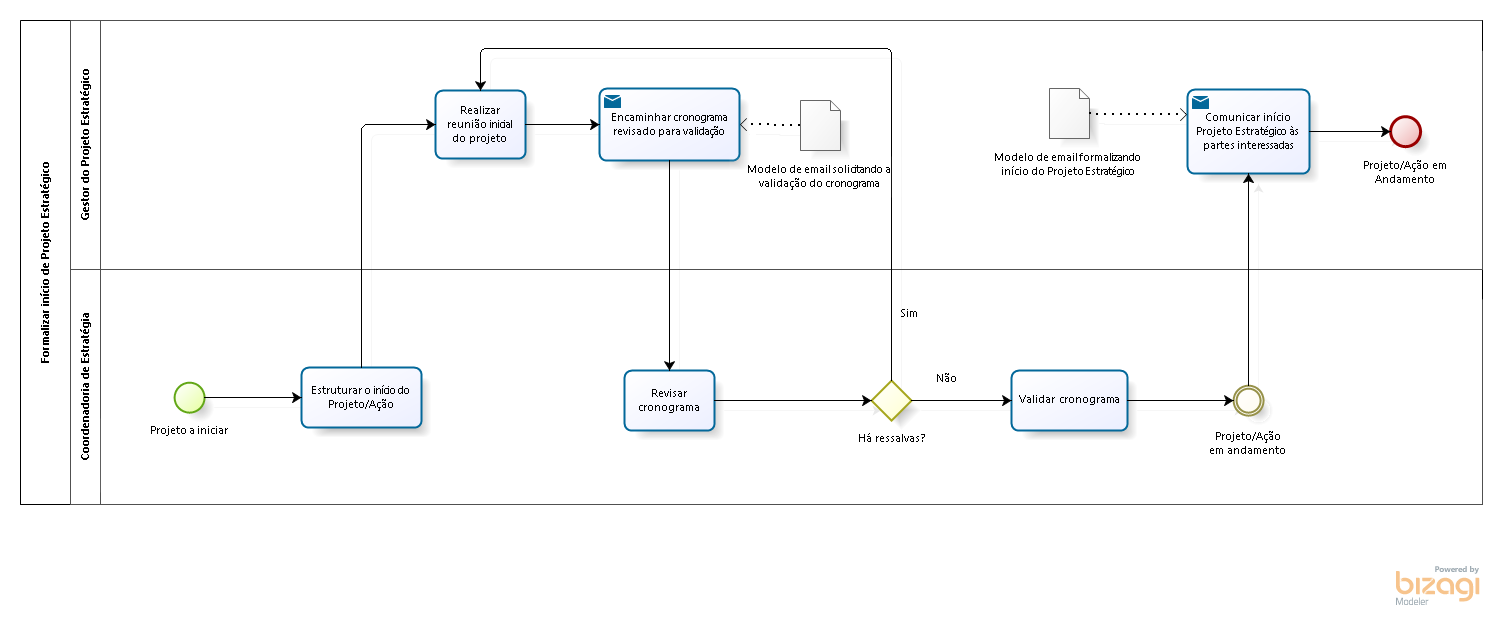 Formalizar início de Projeto Estratégico
Gestor do Projeto Estratégico
Realizar
reunião inicial
do projeto
Encaminhar cronograma
revisado para validação
Modelo de email solicitando a
validação do cronograma
Modelo de email formalizando
início do Projeto Estratégico
Comunicar início
Projeto Estratégico às
partes interessadas
Projeto/Ação em
Andamento
Coordenadoria de Estratégia
Projeto a iniciar
Estruturar o início do
Projeto/Ação
Revisar
cronograma
Sim
Há ressalvas?
Não
Validar cronograma
Projeto/Ação
em andamento
Powered by
bizagi
Modeler